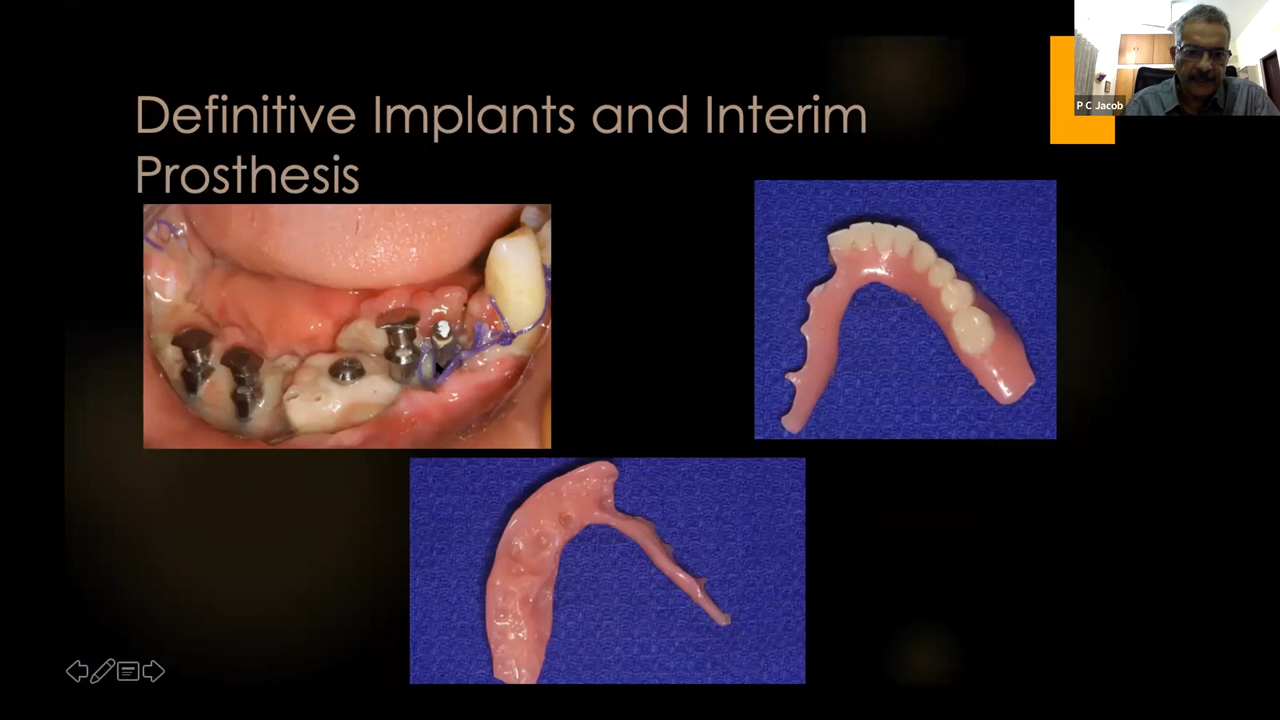 Definitive Implants and Interim
Prosthesis
P C Jacob